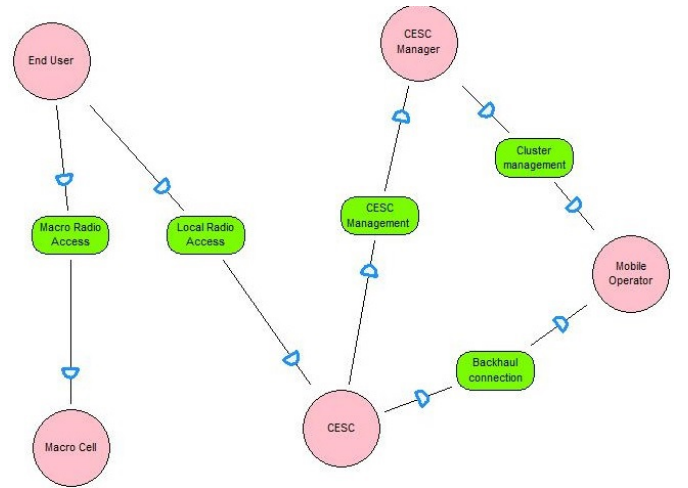 CESC
Manager
End User
Cluster
management
CESC
Management
Macro Radio
Access
Local Radio
Access
Mobile
Operator
Backhaul
connection
CESC
Macro Cell